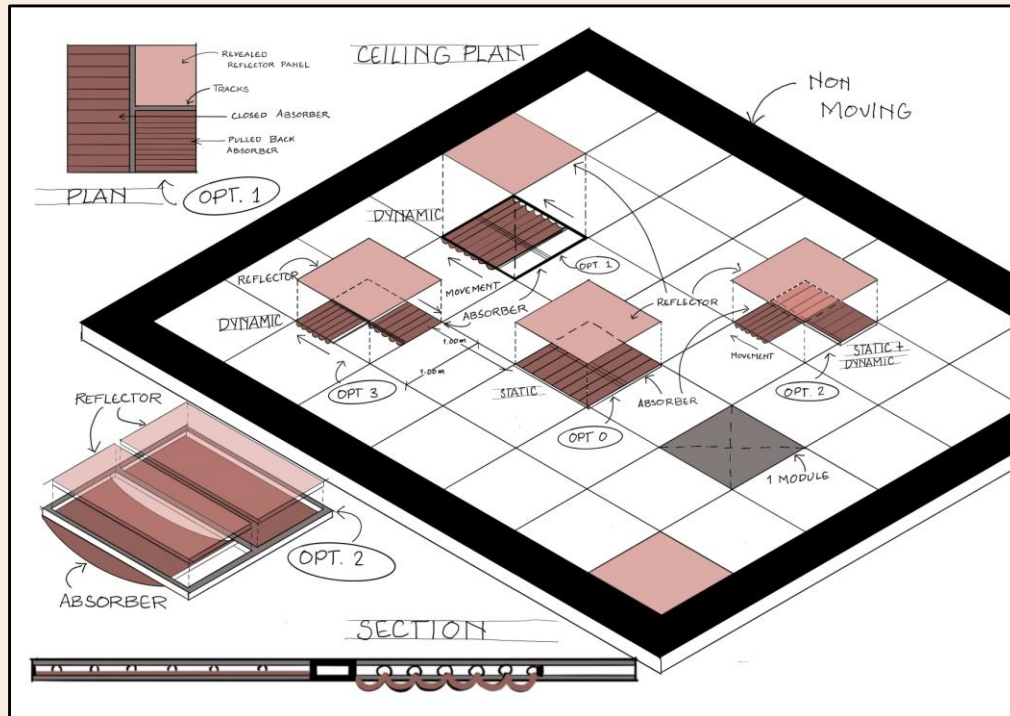 REVEALED
REFLECTOR PANEL
TRACKS
CLOSED ABSORBER
PULLED BACK
ABSORBER
PLAN
OPT. 1
CEILING PLAN
NON
MOVING
DYNAMIC
OPT. 1
REFLECTOR
MOVEMENT
ABSORBER
DYNAMIC
1.00m
1.00m
OPT 3
REFLECTOR
STATIC
ABSORBER
OPT 0
MOVEMENT
STATIC +
DYNAMIC
OPT. 2
1 MODULE
REFLECTOR
OPT. 2
ABSORBER
SECTION